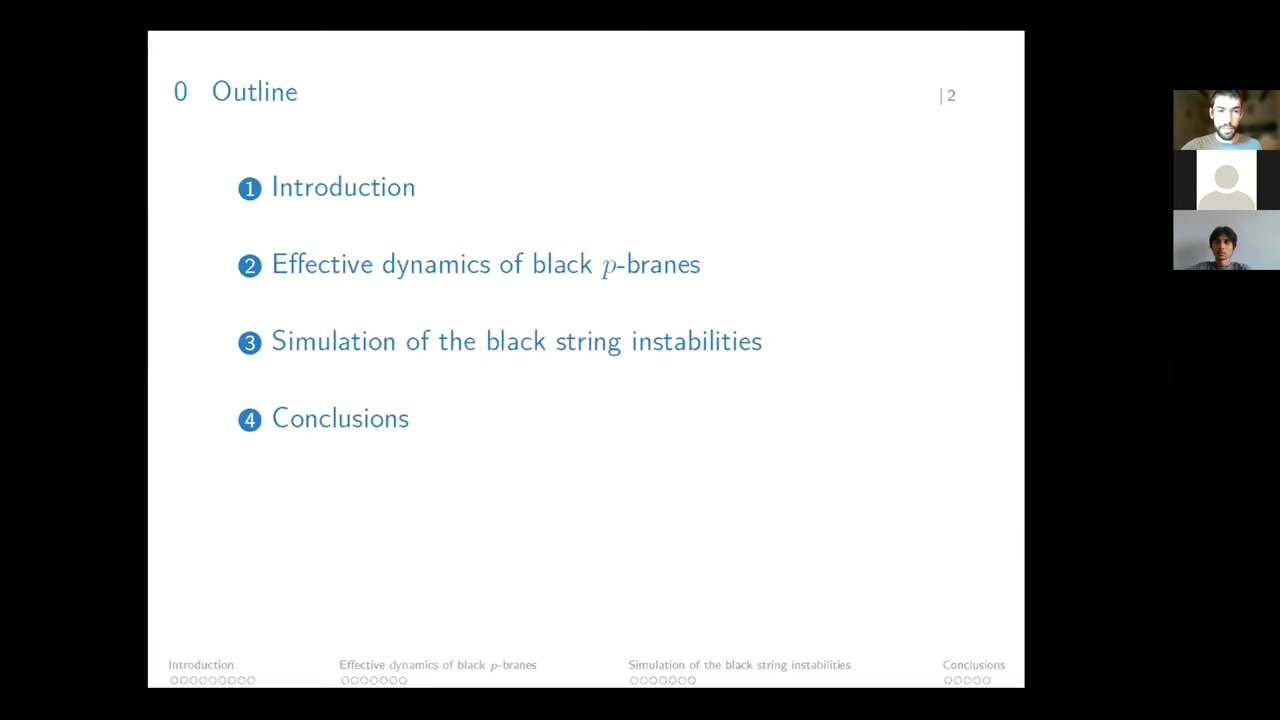 0 Outline
|2
1 Introduction
2 Effective dynamics of black p-branes
3 Simulation of the black string instabilities
4 Conclusions
Introduction
Effective dynamics of black p-branes
Simulation of the black string instabilities
Conclusions